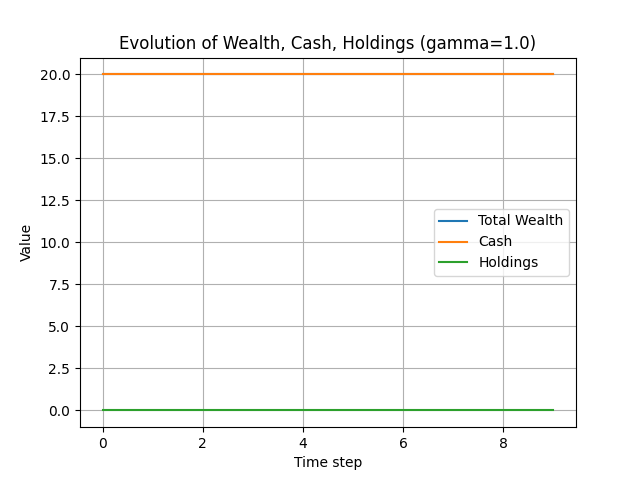 Evolution of Wealth, Cash, Holdings (gamma=1.0)
20.0
17.5
15.0
12.5
10.0
7.5
5.0
2.5
0.0
Value
Total Wealth
Cash
Holdings
0 2 4 6 8
Time step